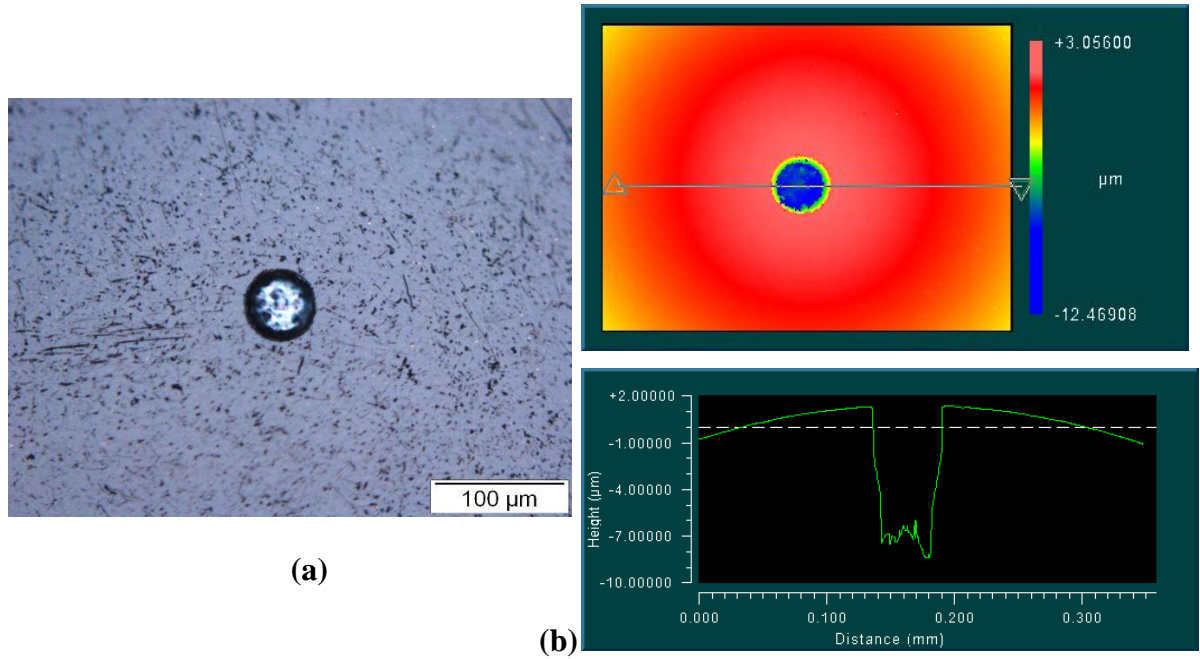 100 µm
(a)
+3.05600
µm
-12.46908
+2.00000
-1.00000
-4.00000
-7.00000
-10.00000
Height (µm)
0.000
0.100
0.200
0.300
Distance (mm)
(b)